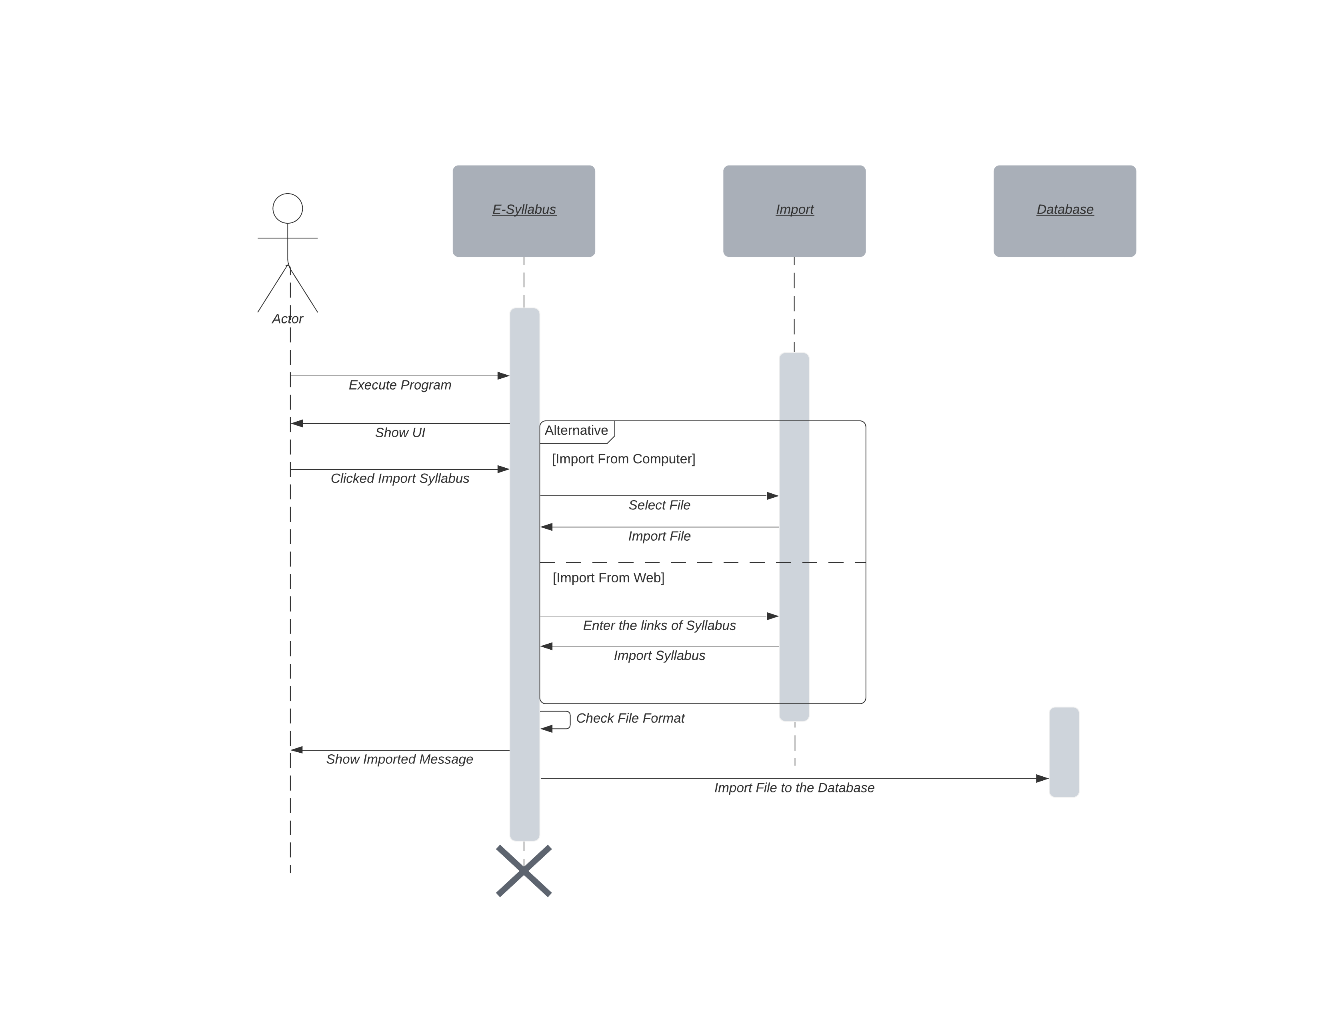 E-Syllabus
Import
Database
Actor
Execute Program
Show UI
Alternative
[Import From Computer]
Clicked Import Syllabus
Select File
Import File
[Import From Web]
Enter the links of Syllabus
Import Syllabus
Check File Format
Show Imported Message
Import File to the Database